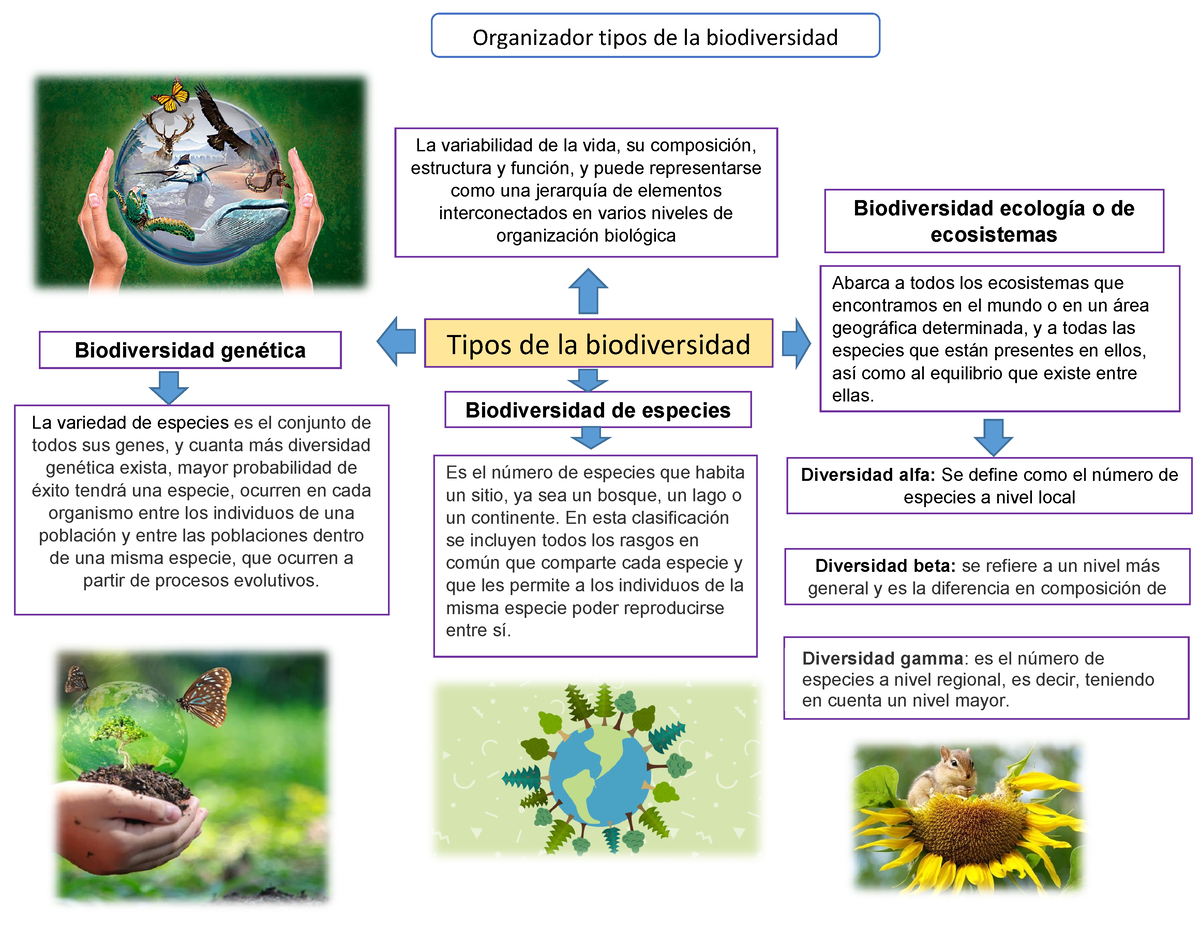 Organizador tipos de la biodiversidad
La variabilidad de la vida, su composición,
estructura y función, y puede representarse
como una jerarquía de elementos
interconectados en varios niveles de
organización biológica
Tipos de la biodiversidad
Biodiversidad genética
La variedad de especies es el conjunto de
todos sus genes, y cuanta más diversidad
genética exista, mayor probabilidad de
éxito tendrá una especie, ocurren en cada
organismo entre los individuos de una
población y entre las poblaciones dentro
de una misma especie, que ocurren a
partir de procesos evolutivos.
Biodiversidad de especies
Es el número de especies que habita
un sitio, ya sea un bosque, un lago o
un continente. En esta clasificación
se incluyen todos los rasgos en
común que comparte cada especie y
que les permite a los individuos de la
misma especie poder reproducirse
entre sí.
Biodiversidad ecología o de
ecosistemas
Abarca a todos los ecosistemas que
encontramos en el mundo o en un área
geográfica determinada, y a todas las
especies que están presentes en ellos,
así como al equilibrio que existe entre
ellas.
Diversidad alfa: Se define como el número de
especies a nivel local
Diversidad beta: se refiere a un nivel más
general y es la diferencia en composición de
Diversidad gamma: es el número de
especies a nivel regional, es decir, teniendo
en cuenta un nivel mayor.